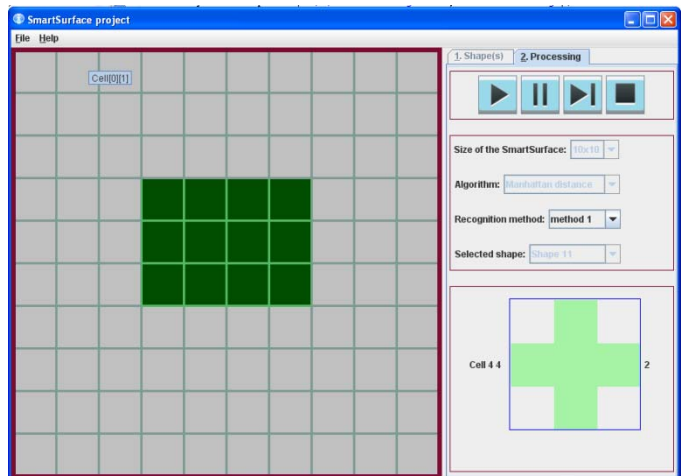 SmartSurface project
File Help
Cell[0][1]
1. Shape(s) 2. Processing
Size of the SmartSurface: 10x10
Algorithm: Manhattan distance
Recognition method: method 1
Selected shape: Shape 11
Cell 4 4 2